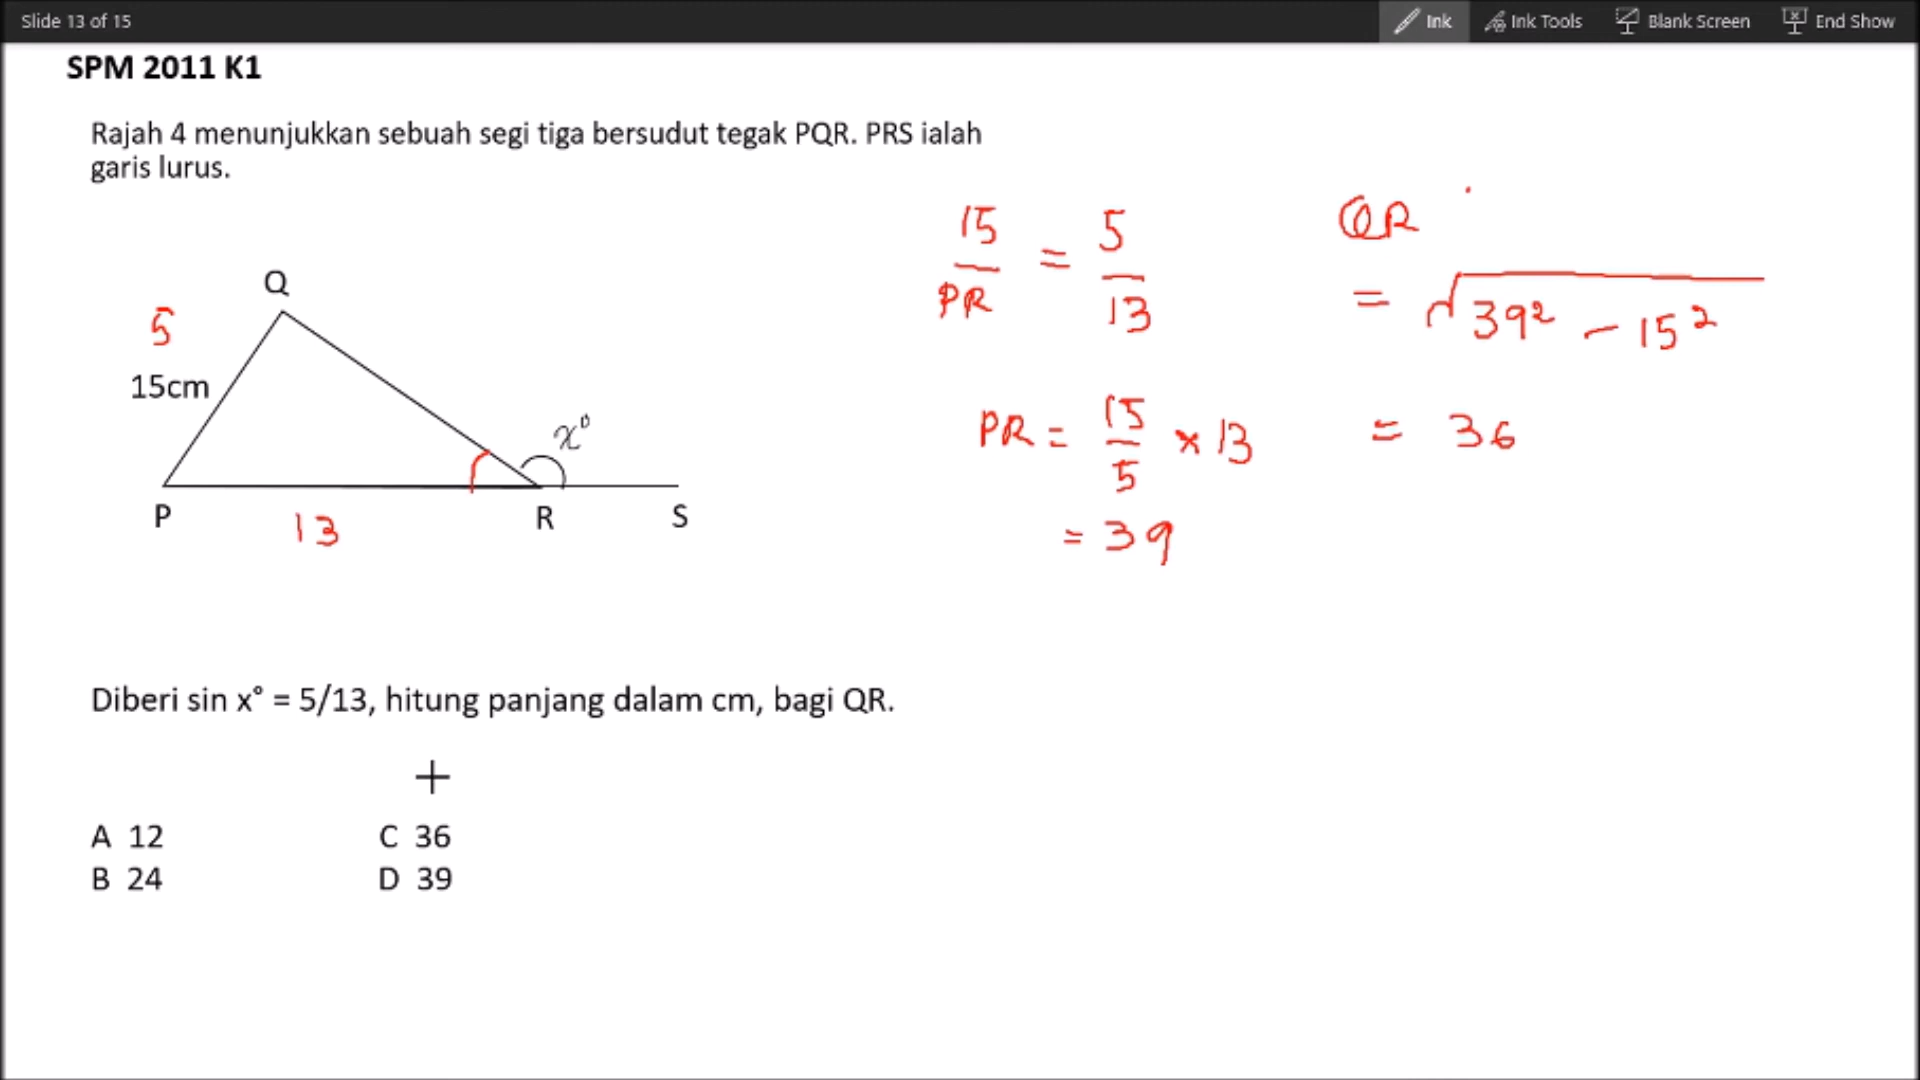 Slide 13 of 15
Ink
Ink Tools
Blank Screen
End Show
SPM 2011 K1
Rajah 4 menunjukkan sebuah segi tiga bersudut tegak PQR. PRS ialah
garis lurus.
Q
5
15cm
x°
P
R
S
13
15/PR = 5/13
PR = 15/5 × 13
= 39
QR
= √39² - 15²
= 36
Diberi sin x° = 5/13, hitung panjang dalam cm, bagi QR.
A 12
C 36
B 24
D 39